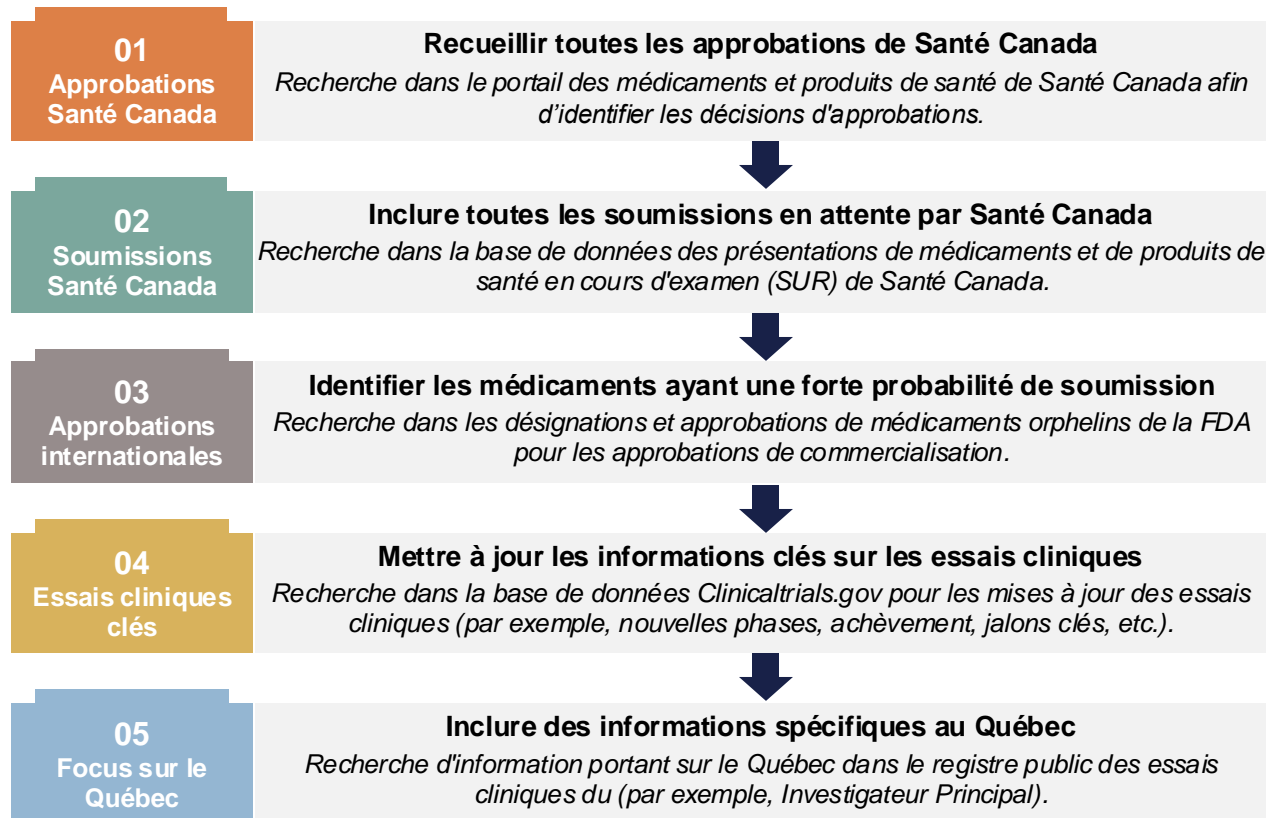 01
Approbations
Santé Canada
Recueillir toutes les approbations de Santé Canada
Recherche dans le portail des médicaments et produits de santé de Santé Canada afin
d’identifier les décisions d'approbations.
02
Soumissions
Santé Canada
Inclure toutes les soumissions en attente par Santé Canada
Recherche dans la base de données des présentations de médicaments et de produits de
santé en cours d'examen (SUR) de Santé Canada.
03
Approbations
internationales
Identifier les médicaments ayant une forte probabilité de soumission
Recherche dans les désignations et approbations de médicaments orphelins de la FDA
pour les approbations de commercialisation.
04
Essais cliniques
clés
Mettre à jour les informations clés sur les essais cliniques
Recherche dans la base de données Clinicaltrials.gov pour les mises à jour des essais
cliniques (par exemple, nouvelles phases, achèvement, jalons clés, etc.).
05
Focus sur le
Québec
Inclure des informations spécifiques au Québec
Recherche d'information portant sur le Québec dans le registre public des essais
cliniques du (par exemple, Investigateur Principal).